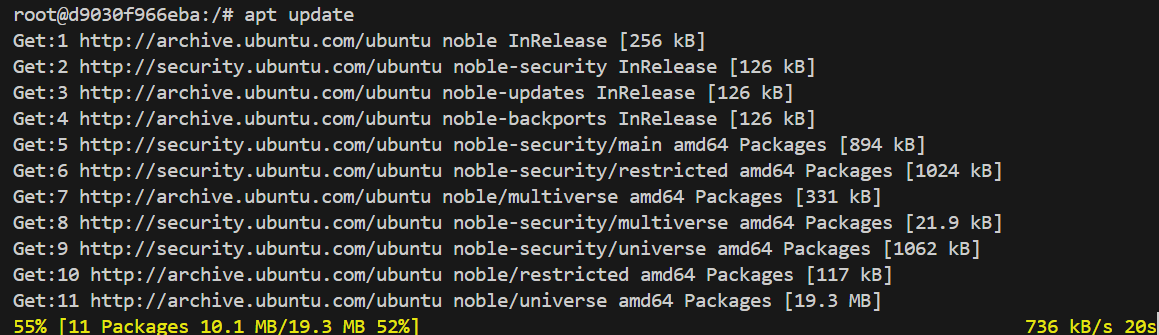 root@d9030f966eba:/# apt update
Get:1 http://archive.ubuntu.com/ubuntu noble InRelease [256 kB]
Get:2 http://security.ubuntu.com/ubuntu noble-security InRelease [126 kB]
Get:3 http://archive.ubuntu.com/ubuntu noble-updates InRelease [126 kB]
Get:4 http://archive.ubuntu.com/ubuntu noble-backports InRelease [126 kB]
Get:5 http://security.ubuntu.com/ubuntu noble-security/main amd64 Packages [894 kB]
Get:6 http://security.ubuntu.com/ubuntu noble-security/restricted amd64 Packages [1024 kB]
Get:7 http://archive.ubuntu.com/ubuntu noble/multiverse amd64 Packages [331 kB]
Get:8 http://security.ubuntu.com/ubuntu noble-security/multiverse amd64 Packages [21.9 kB]
Get:9 http://security.ubuntu.com/ubuntu noble-security/universe amd64 Packages [1062 kB]
Get:10 http://archive.ubuntu.com/ubuntu noble/restricted amd64 Packages [117 kB]
Get:11 http://archive.ubuntu.com/ubuntu noble/universe amd64 Packages [19.3 MB]
55% [11 Packages 10.1 MB/19.3 MB 52%] 736 kB/s 20s